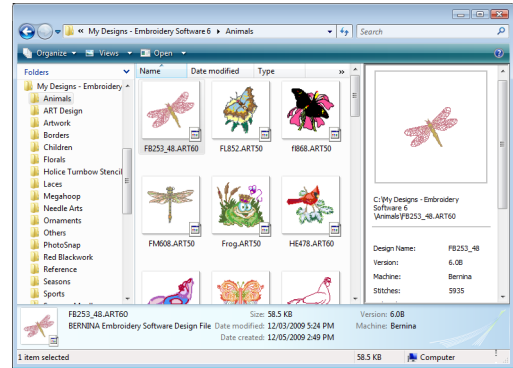 « My Designs - Embroidery Software 6 ▸ Animals
Search
Organize Views Open
Folders
Name Date modified Type »
My Designs - Embroidery
Animals
ART Design
Artwork
Borders
Children
Florals
Holice Turnbow Stencil
Laces
Megahoop
Needle Arts
Ornaments
Others
PhotoSnap
Red Blackwork
Reference
Seasons
Sports
FB253_48.ART60 FL852.ART50 fl868.ART50
FM608.ART50 Frog.ART50 HE478.ART60
C:\My Designs - Embroidery
Software 6
\Animals\FB253_48.ART60
Design Name: FB253_48
Version: 6.0B
Machine: Bernina
Stitches: 5935
FB253_48.ART60 Size: 58.5 KB Version: 6.0B
BERNINA Embroidery Software Design File Date modified: 12/03/2009 5:24 PM Machine: Bernina
Date created: 12/05/2009 2:49 PM
1 item selected 58.5 KB Computer